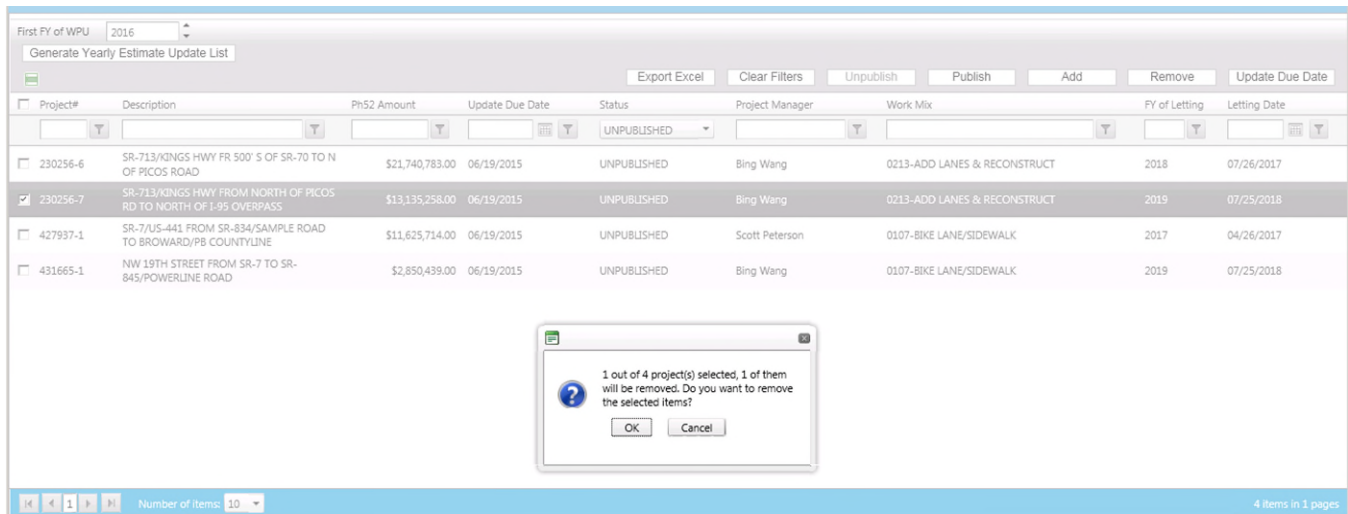 First FY of WPU 2016
Generate Yearly Estimate Update List
Export Excel Clear Filters Unpublish Publish Add Remove Update Due Date
Project# Description Ph52 Amount Update Due Date Status Project Manager Work Mix FY of Letting Letting Date
UNPUBLISHED
230256-6 SR-713/KINGS HWY FR 500' S OF SR-70 TO N $21,740,783.00 06/19/2015 UNPUBLISHED Bing Wang 0213-ADD LANES & RECONSTRUCT 2018 07/26/2017
OF PICOS ROAD
230256-7 SR-713/KINGS HWY FROM NORTH OF PICOS $13,135,258.00 06/19/2015 UNPUBLISHED Bing Wang 0213-ADD LANES & RECONSTRUCT 2019 07/25/2018
RD TO NORTH OF I-95 OVERPASS
427937-1 SR-7/US-441 FROM SR-834/SAMPLE ROAD $11,625,714.00 06/19/2015 UNPUBLISHED Scott Peterson 0107-BIKE LANE/SIDEWALK 2017 04/26/2017
TO BROWARD/PB COUNTYLINE
431665-1 NW 19TH STREET FROM SR-7 TO SR- $2,850,439.00 06/19/2015 UNPUBLISHED Bing Wang 0107-BIKE LANE/SIDEWALK 2019 07/25/2018
845/POWERLINE ROAD
1 out of 4 project(s) selected, 1 of them
will be removed. Do you want to remove
the selected items?
OK Cancel
1 Number of items: 10 4 items in 1 pages